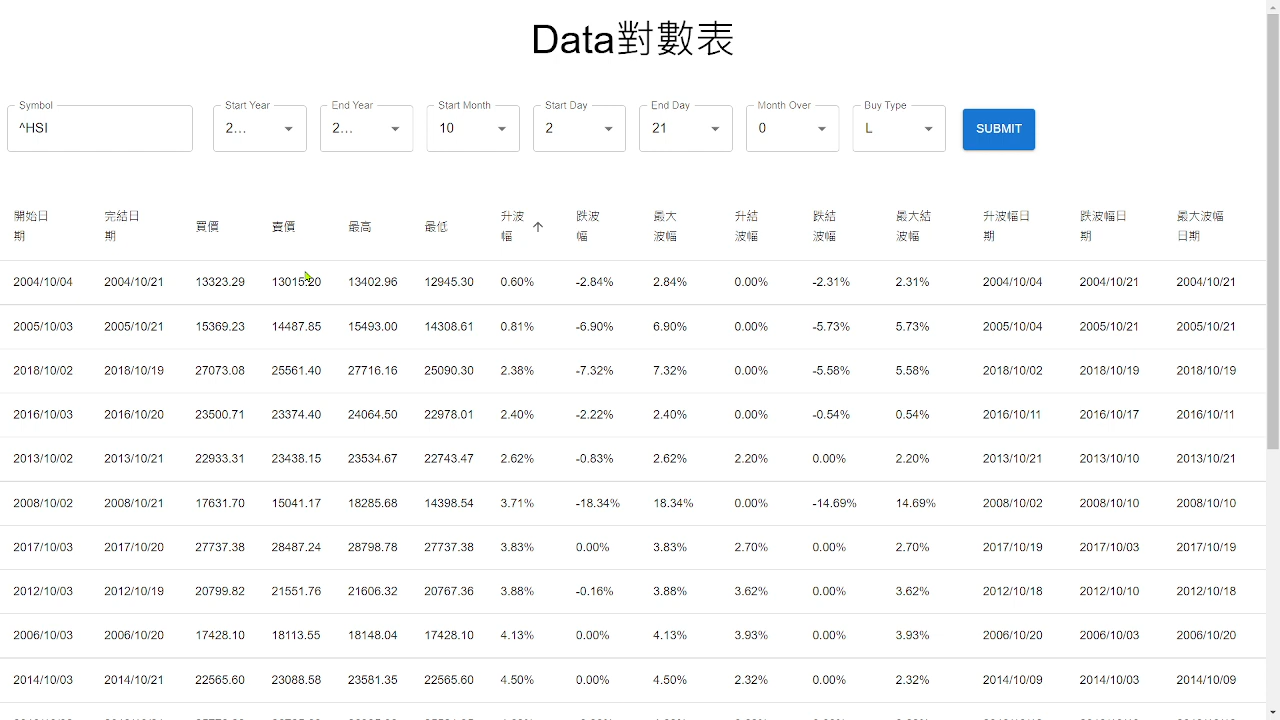 Data對數表
Symbol Start Year End Year Start Month Start Day End Day Month Over Buy Type
^HSI 2… 2… 10 2 21 0 L SUBMIT
開始日期 完結日期 買價 賣價 最高 最低 升波幅 跌波幅 最大波幅 升結波幅 跌結波幅 最大結波幅 升波幅日期 跌波幅日期 最大波幅日期
2004/10/04 2004/10/21 13323.29 13015.20 13402.96 12945.30 0.60% -2.84% 2.84% 0.00% -2.31% 2.31% 2004/10/04 2004/10/21 2004/10/21
2005/10/03 2005/10/21 15369.23 14487.85 15493.00 14308.61 0.81% -6.90% 6.90% 0.00% -5.73% 5.73% 2005/10/04 2005/10/21 2005/10/21
2018/10/02 2018/10/19 27073.08 25561.40 27716.16 25090.30 2.38% -7.32% 7.32% 0.00% -5.58% 5.58% 2018/10/02 2018/10/19 2018/10/19
2016/10/03 2016/10/20 23500.71 23374.40 24064.50 22978.01 2.40% -2.22% 2.40% 0.00% -0.54% 0.54% 2016/10/11 2016/10/17 2016/10/11
2013/10/02 2013/10/21 22933.31 23438.15 23534.67 22743.47 2.62% -0.83% 2.62% 2.20% 0.00% 2.20% 2013/10/21 2013/10/10 2013/10/21
2008/10/02 2008/10/21 17631.70 15041.17 18285.68 14398.54 3.71% -18.34% 18.34% 0.00% -14.69% 14.69% 2008/10/02 2008/10/10 2008/10/10
2017/10/03 2017/10/20 27737.38 28487.24 28798.78 27737.38 3.83% 0.00% 3.83% 2.70% 0.00% 2.70% 2017/10/19 2017/10/03 2017/10/19
2012/10/03 2012/10/19 20799.82 21551.76 21606.32 20767.36 3.88% -0.16% 3.88% 3.62% 0.00% 3.62% 2012/10/18 2012/10/10 2012/10/18
2006/10/03 2006/10/20 17428.10 18113.55 18148.04 17428.10 4.13% 0.00% 4.13% 3.93% 0.00% 3.93% 2006/10/20 2006/10/03 2006/10/20
2014/10/03 2014/10/21 22565.60 23088.58 23581.35 22565.60 4.50% 0.00% 4.50% 2.32% 0.00% 2.32% 2014/10/09 2014/10/03 2014/10/09